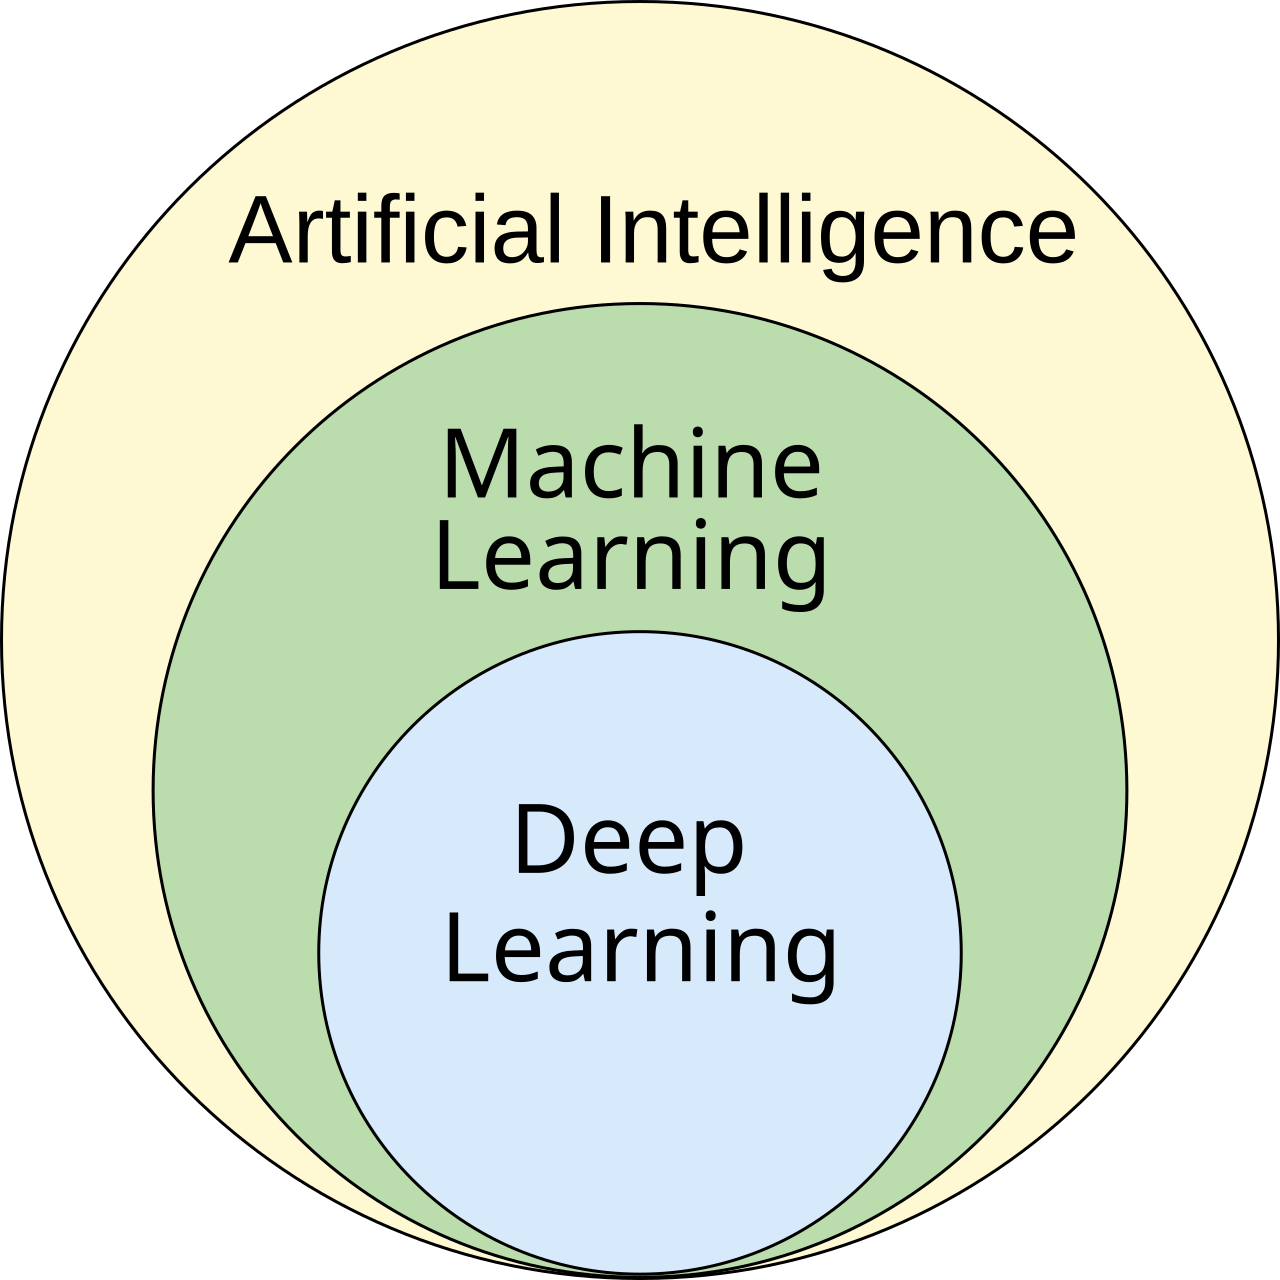 Artificial Intelligence
Machine
Learning
Deep
Learning